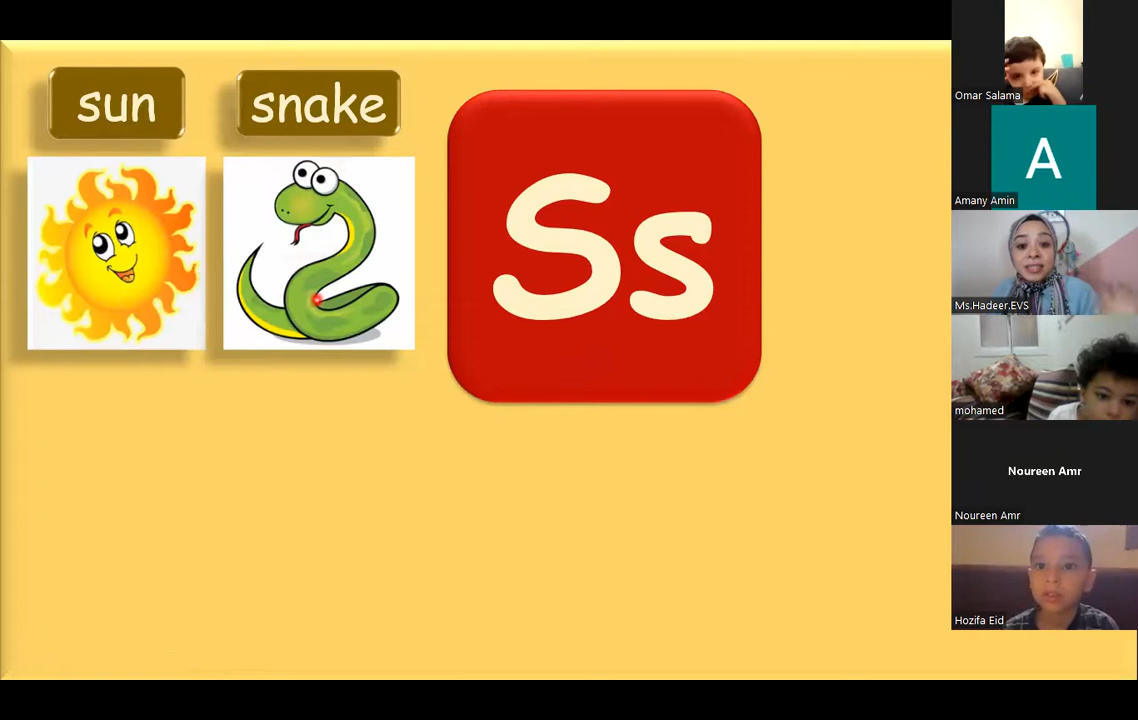 sun
snake
Ss
Omar Salama
A
Amany Amin
Ms.Hadeer.EVS
mohamed
Noureen Amr
Noureen Amr
Hozifa Eid